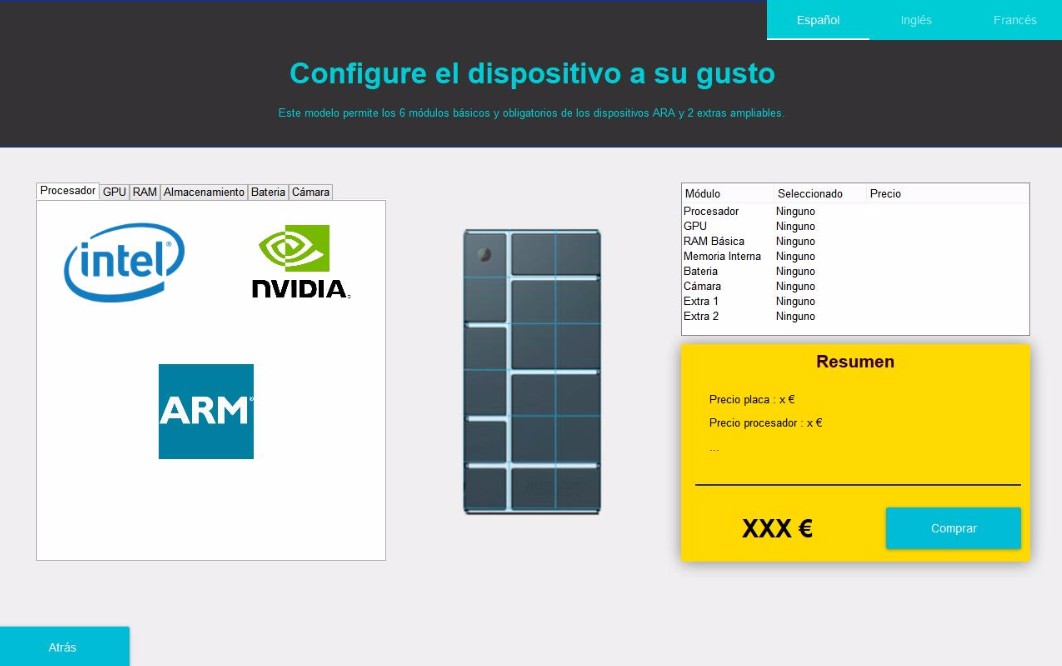 Español Inglés Francés
Configure el dispositivo a su gusto
Este modelo permite los 6 módulos básicos y obligatorios de los dispositivos ARA y 2 extras ampliables.
Procesador GPU RAM Almacenamiento Bateria Cámara
intel®
NVIDIA®
ARM®
Módulo Seleccionado Precio
Procesador Ninguno
GPU Ninguno
RAM Básica Ninguno
Memoria Interna Ninguno
Bateria Ninguno
Cámara Ninguno
Extra 1 Ninguno
Extra 2 Ninguno
Resumen
Precio placa : x €
Precio procesador : x €
...
XXX €
Comprar
Atrás